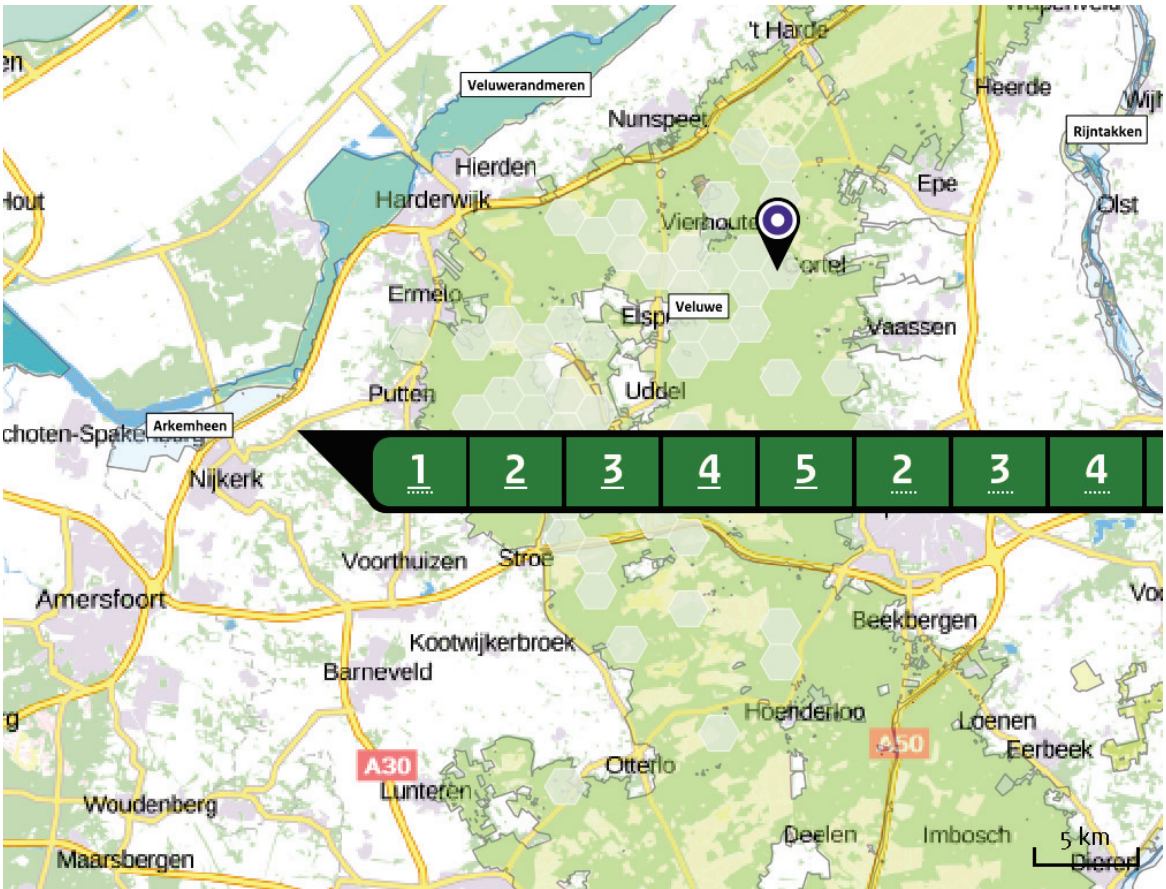 't Harde
Heerde
Veluwerandmeren
Nunspeet
Rijntakken
Hierden
Epe
Harderwijk
Olst
Vierhoute
Ermelo
Veluwe
Vaassen
Putten
Uddel
Arkemheen
Nijkerk
1 2 3 4 5 2 3 4
Voorthuizen
Stroe
Amersfoort
Beekbergen
Kootwijkerbroek
Barneveld
Hoenderloo
Loenen
A50
Eerbeek
A30
Otterlo
Lunteren
Woudenberg
Deelen
Imbosch
5 km
Maarsbergen
Dieren